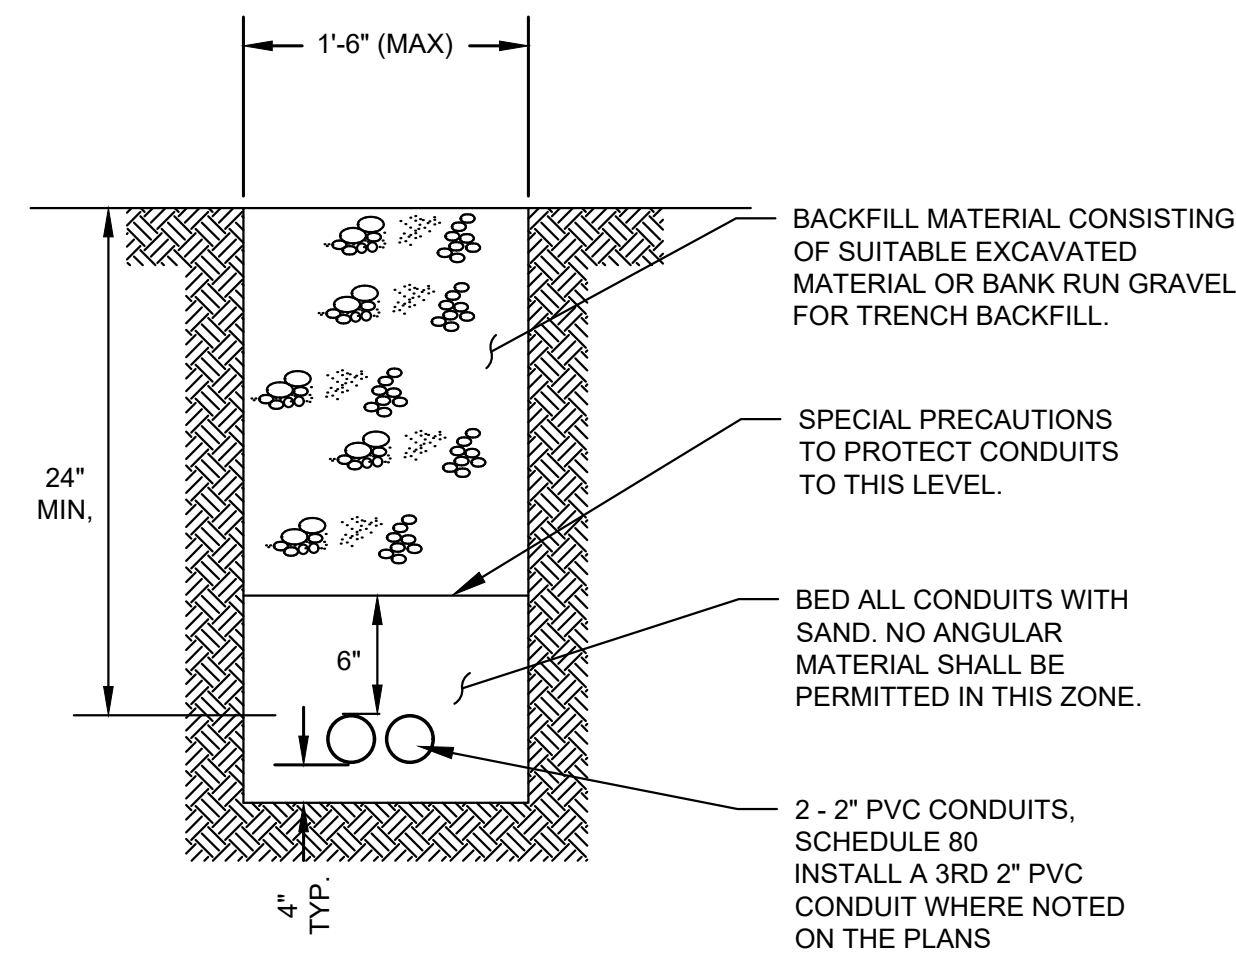 1'-6" (MAX)
BACKFILL MATERIAL CONSISTING
OF SUITABLE EXCAVATED
MATERIAL OR BANK RUN GRAVEL
FOR TRENCH BACKFILL.
SPECIAL PRECAUTIONS
TO PROTECT CONDUITS
TO THIS LEVEL.
24"
MIN,
BED ALL CONDUITS WITH
SAND. NO ANGULAR
MATERIAL SHALL BE
PERMITTED IN THIS ZONE.
6"
2 - 2" PVC CONDUITS,
SCHEDULE 80
INSTALL A 3RD 2" PVC
CONDUIT WHERE NOTED
ON THE PLANS
4"
TYP.